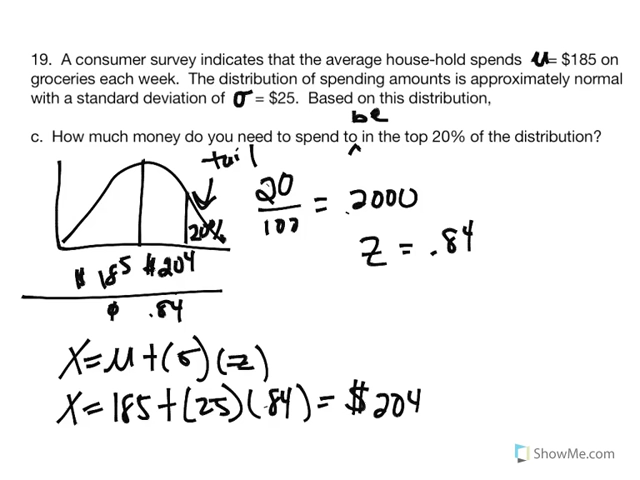 19. A consumer survey indicates that the average house-hold spends μ = $185 on
groceries each week. The distribution of spending amounts is approximately normal
with a standard deviation of σ = $25. Based on this distribution,
be
c. How much money do you need to spend to ^ in the top 20% of the distribution?
tail
20/100 = .2000
20%
z = .84
$ 185 $204
0 .84
X = μ + (σ)(z)
X = 185 + (25)(.84) = $204
ShowMe.com